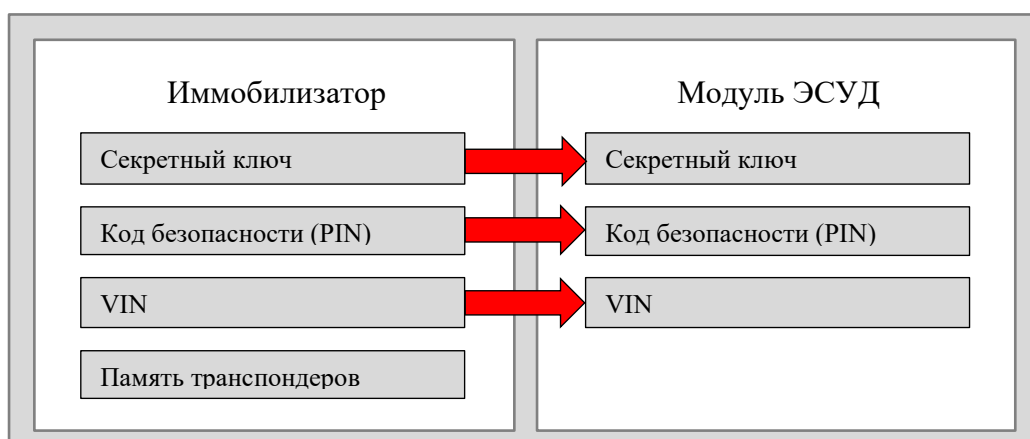 Иммобилизатор
Модуль ЭСУД
Секретный ключ
Секретный ключ
Код безопасности (PIN)
Код безопасности (PIN)
VIN
VIN
Память транспондеров